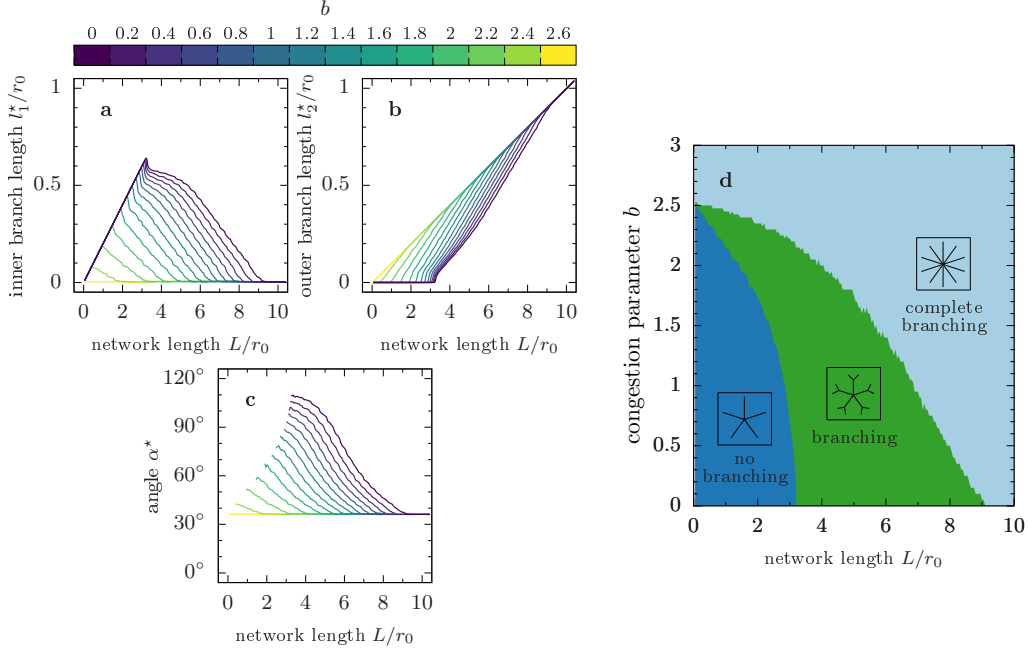 b
0 0.2 0.4 0.6 0.8 1 1.2 1.4 1.6 1.8 2 2.2 2.4 2.6
inner branch length l₁⋆/r₀
1
0.5
0
a
0 2 4 6 8 10
network length L/r₀
outer branch length l₂⋆/r₀
1
0.5
0
b
0 2 4 6 8 10
network length L/r₀
angle α⋆
120°
90°
60°
30°
0°
c
0 2 4 6 8 10
network length L/r₀
congestion parameter b
3
2.5
2
1.5
1
0.5
0
d
complete
branching
branching
no
branching
0 2 4 6 8 10
network length L/r₀